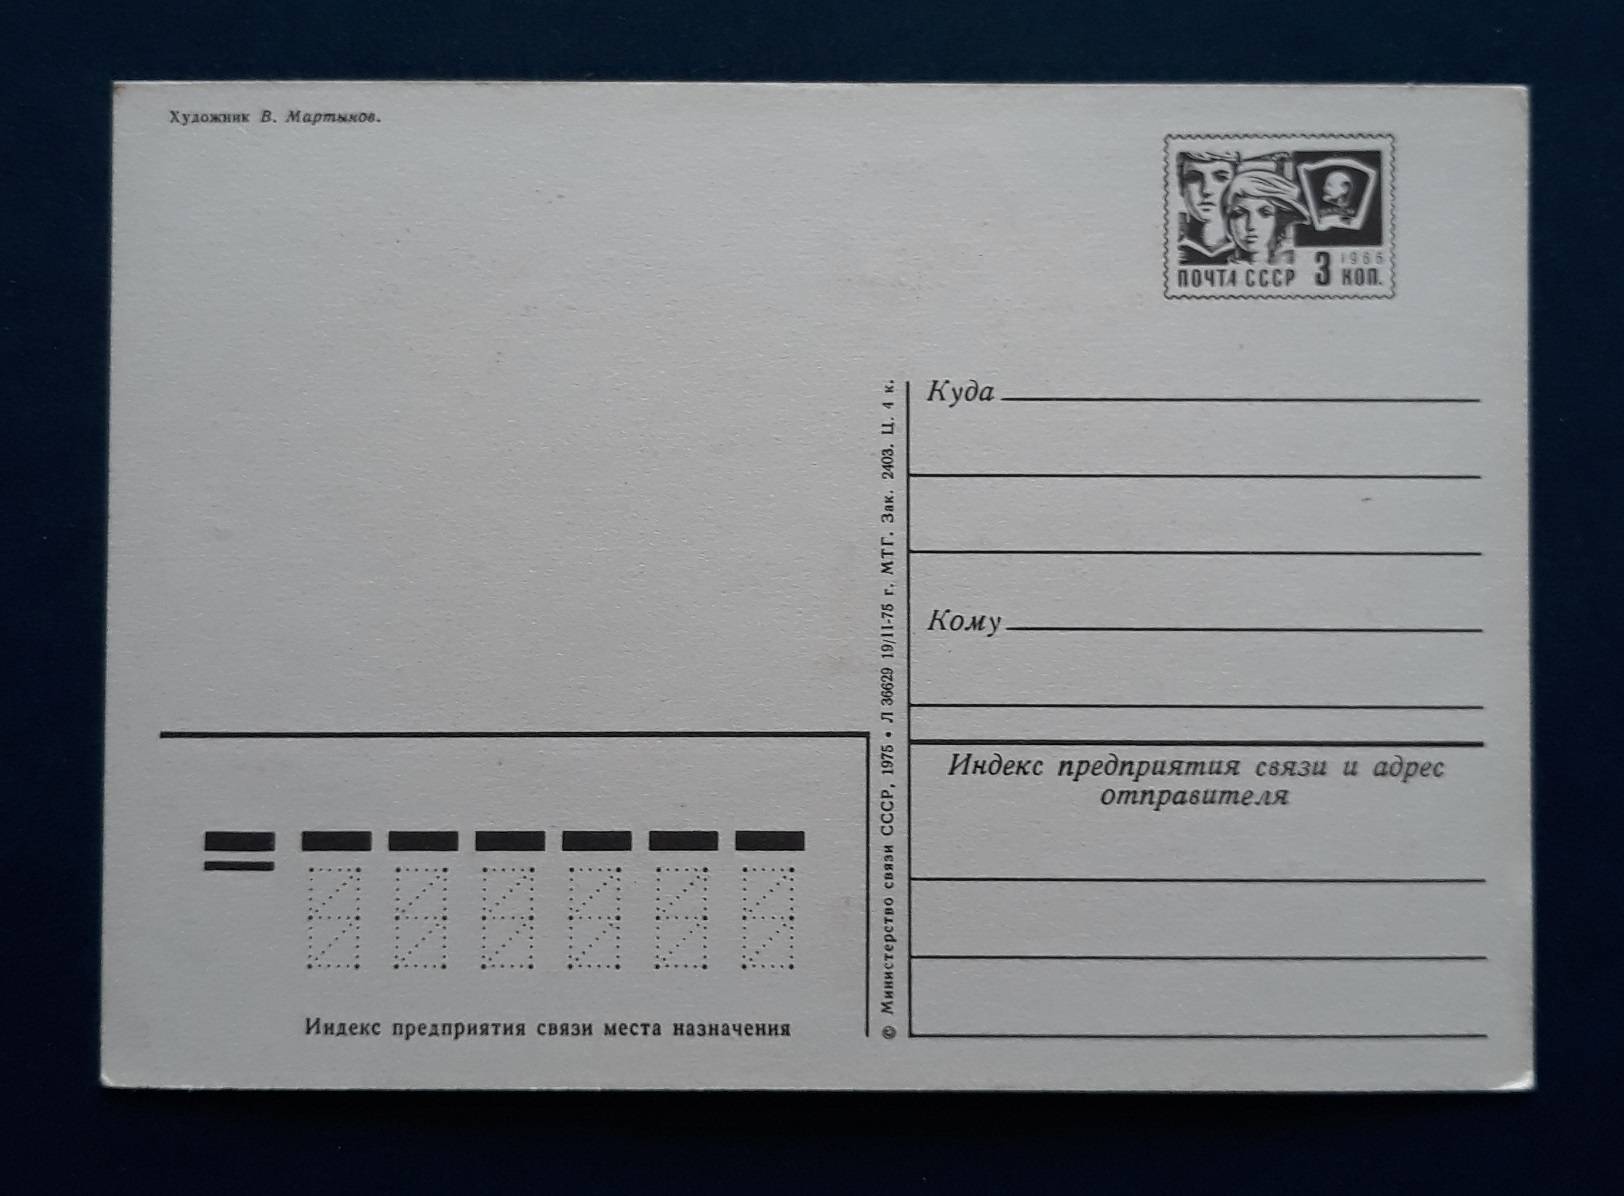 Художник В. Мартынов.
1966
ПОЧТА СССР 3 КОП.
Куда
Кому
Индекс предприятия связи и адрес
отправителя
© Министерство связи СССР, 1975 • Л 36629 19/11-75 г. МТГ. Зак. 2403. Ц. 4 к.
Индекс предприятия связи места назначения